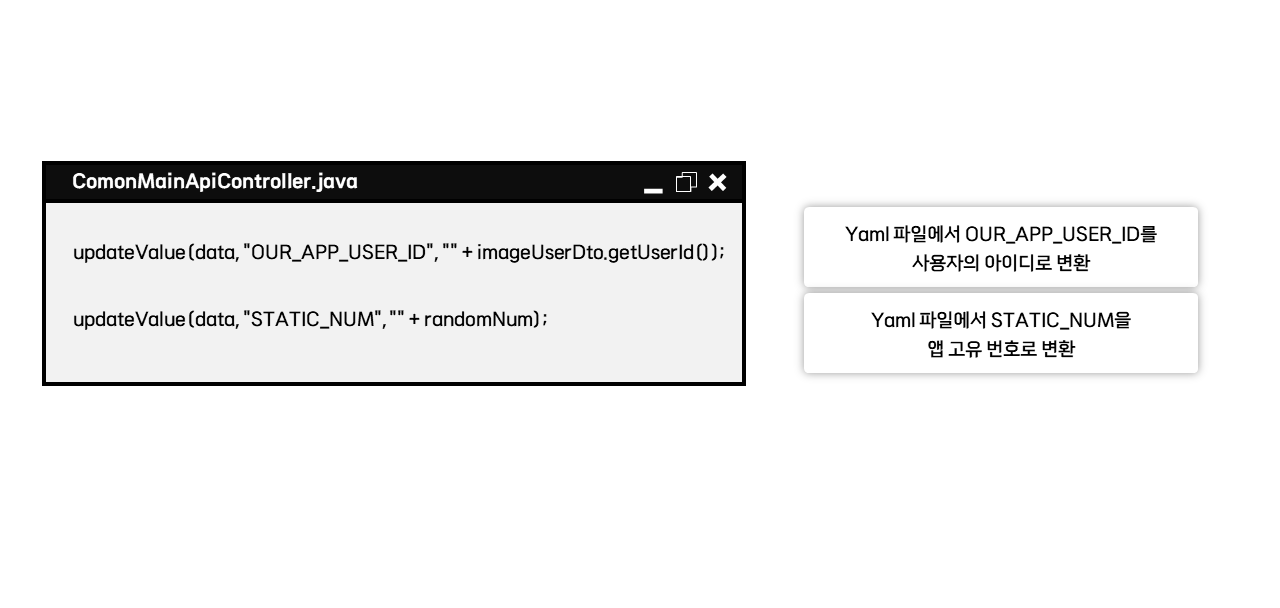 ComonMainApiController.java
updateValue(data, "OUR_APP_USER_ID", "" + imageUserDto.getUserId());
updateValue(data, "STATIC_NUM", "" + randomNum);
Yaml 파일에서 OUR_APP_USER_ID를
사용자의 아이디로 변환
Yaml 파일에서 STATIC_NUM을
앱 고유 번호로 변환